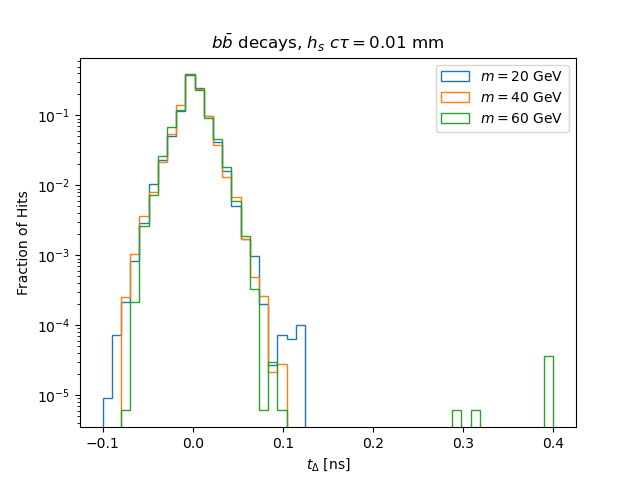 $b\bar{b}$ decays, $h_s$ $c\tau = 0.01$ mm
$m = 20$ GeV
$m = 40$ GeV
$m = 60$ GeV
Fraction of Hits
$10^{-1}$
$10^{-2}$
$10^{-3}$
$10^{-4}$
$10^{-5}$
−0.1 0.0 0.1 0.2 0.3 0.4
$t_\Delta$ [ns]